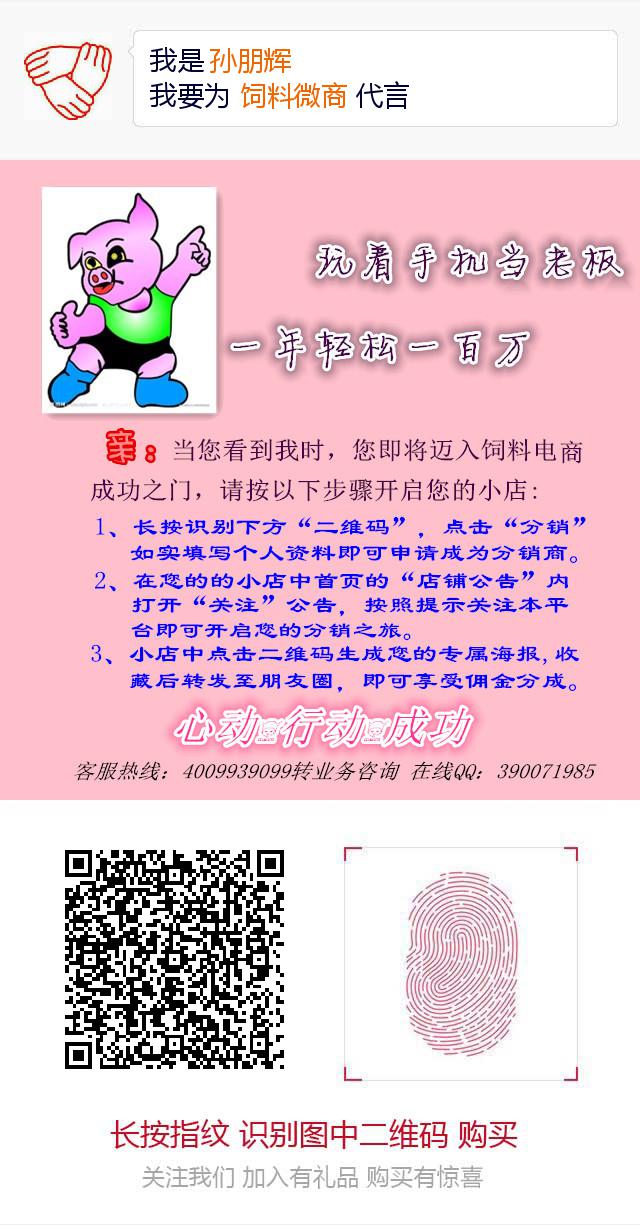 我是孙朋辉
我要为 饲料微商 代言
玩着手机当老板
一年轻松一百万
亲：当您看到我时，您即将迈入饲料电商
成功之门，请按以下步骤开启您的小店：
1、长按识别下方“二维码”，点击“分销”
如实填写个人资料即可申请成为分销商。
2、在您的的小店中首页的“店铺公告”内
打开“关注”公告，按照提示关注本平
台即可开启您的分销之旅。
3、小店中点击二维码生成您的专属海报,收
藏后转发至朋友圈，即可享受佣金分成。
心动 行动 成功
客服热线：4009939099转业务咨询 在线QQ：390071985
长按指纹 识别图中二维码 购买
关注我们 加入有礼品 购买有惊喜